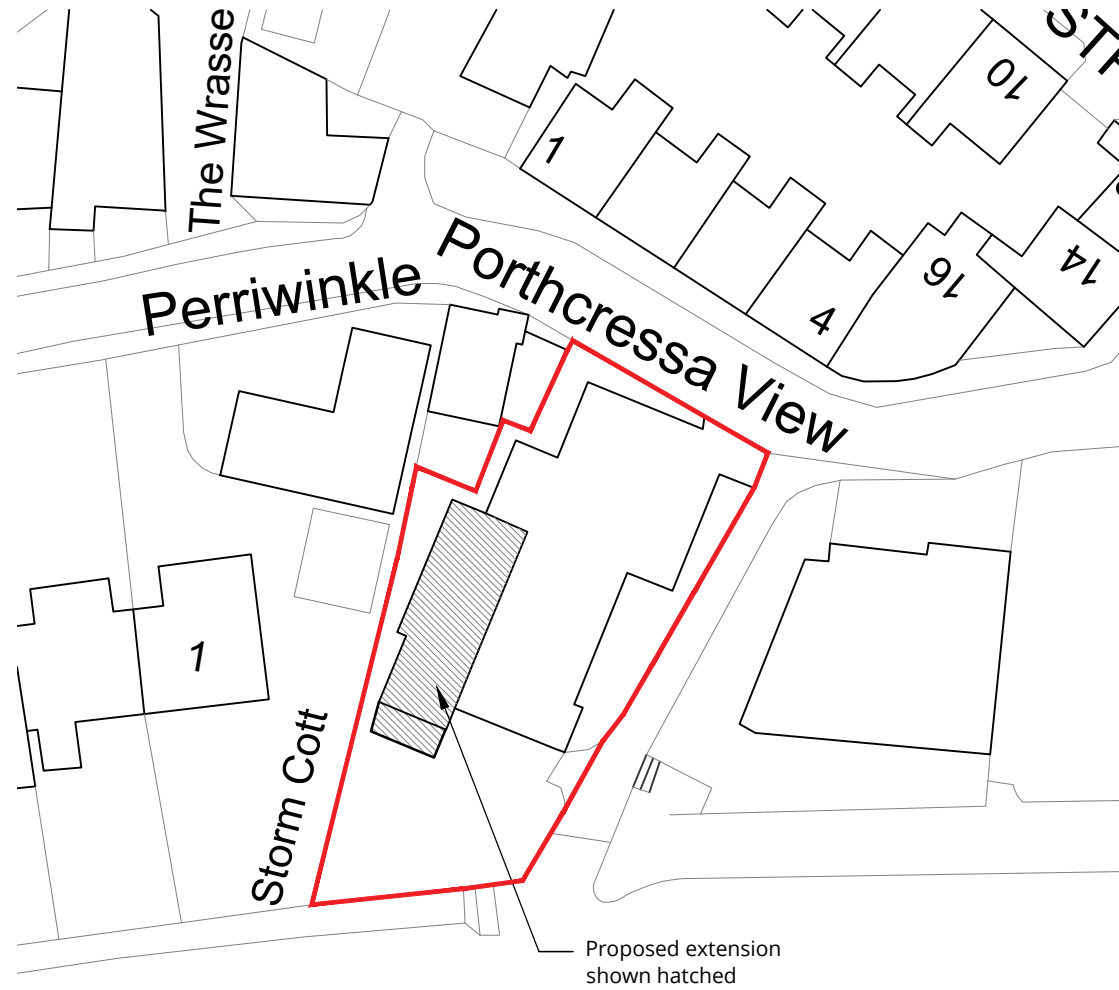 The Wrasse
10
1
Perriwinkle
Porthcressa View
16
14
4
1
Storm Cott
Proposed extension
shown hatched